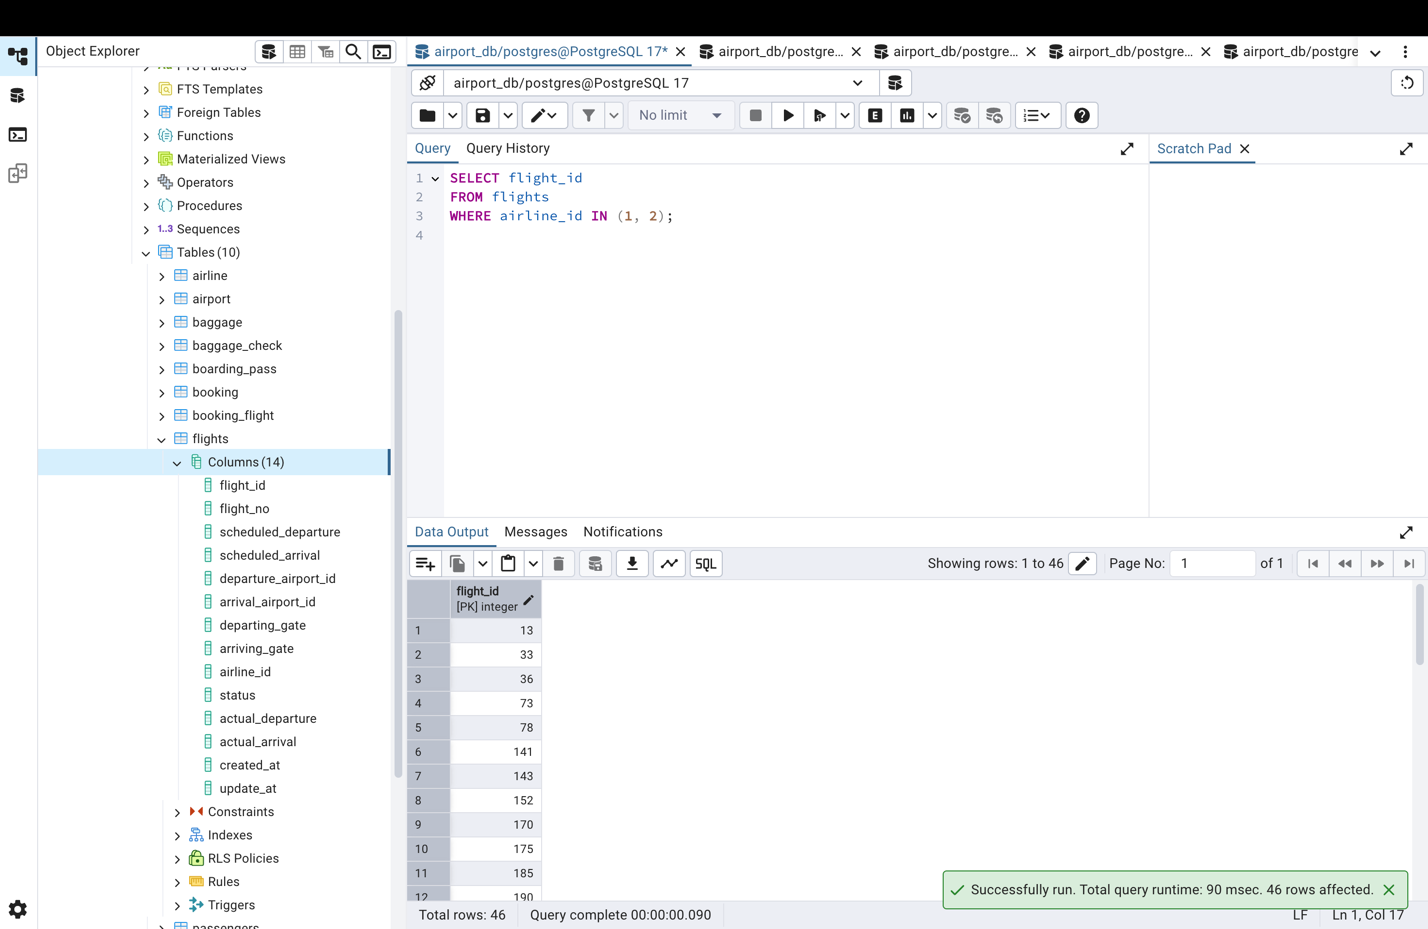 Object Explorer
FTS Parsers
FTS Templates
Foreign Tables
Functions
Materialized Views
Operators
Procedures
1..3 Sequences
Tables (10)
airline
airport
baggage
baggage_check
boarding_pass
booking
booking_flight
flights
Columns (14)
flight_id
flight_no
scheduled_departure
scheduled_arrival
departure_airport_id
arrival_airport_id
departing_gate
arriving_gate
airline_id
status
actual_departure
actual_arrival
created_at
update_at
Constraints
Indexes
RLS Policies
Rules
Triggers
passengers
airport_db/postgres@PostgreSQL 17*
airport_db/postgre...
airport_db/postgre...
airport_db/postgre...
airport_db/postgre
airport_db/postgres@PostgreSQL 17
No limit
E
Query
Query History
Scratch Pad
1 SELECT flight_id
2 FROM flights
3 WHERE airline_id IN (1, 2);
4
Data Output
Messages
Notifications
SQL
Showing rows: 1 to 46
Page No:
1
of 1
flight_id
[PK] integer
1 13
2 33
3 36
4 73
5 78
6 141
7 143
8 152
9 170
10 175
11 185
12 190
Successfully run. Total query runtime: 90 msec. 46 rows affected.
Total rows: 46
Query complete 00:00:00.090
LF
Ln 1, Col 17